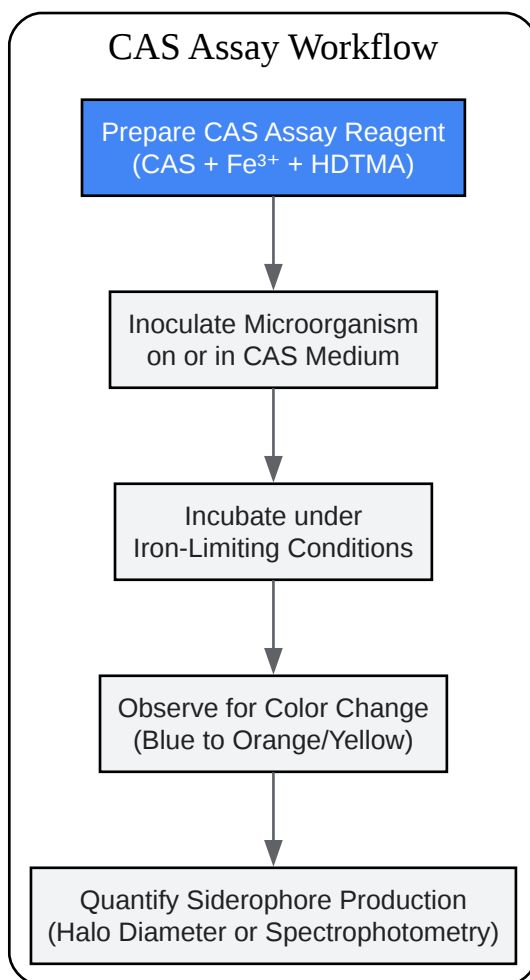 CAS Assay Workflow
Prepare CAS Assay Reagent
(CAS + Fe³⁺ + HDTMA)
Inoculate Microorganism
on or in CAS Medium
Incubate under
Iron-Limiting Conditions
Observe for Color Change
(Blue to Orange/Yellow)
Quantify Siderophore Production
(Halo Diameter or Spectrophotometry)